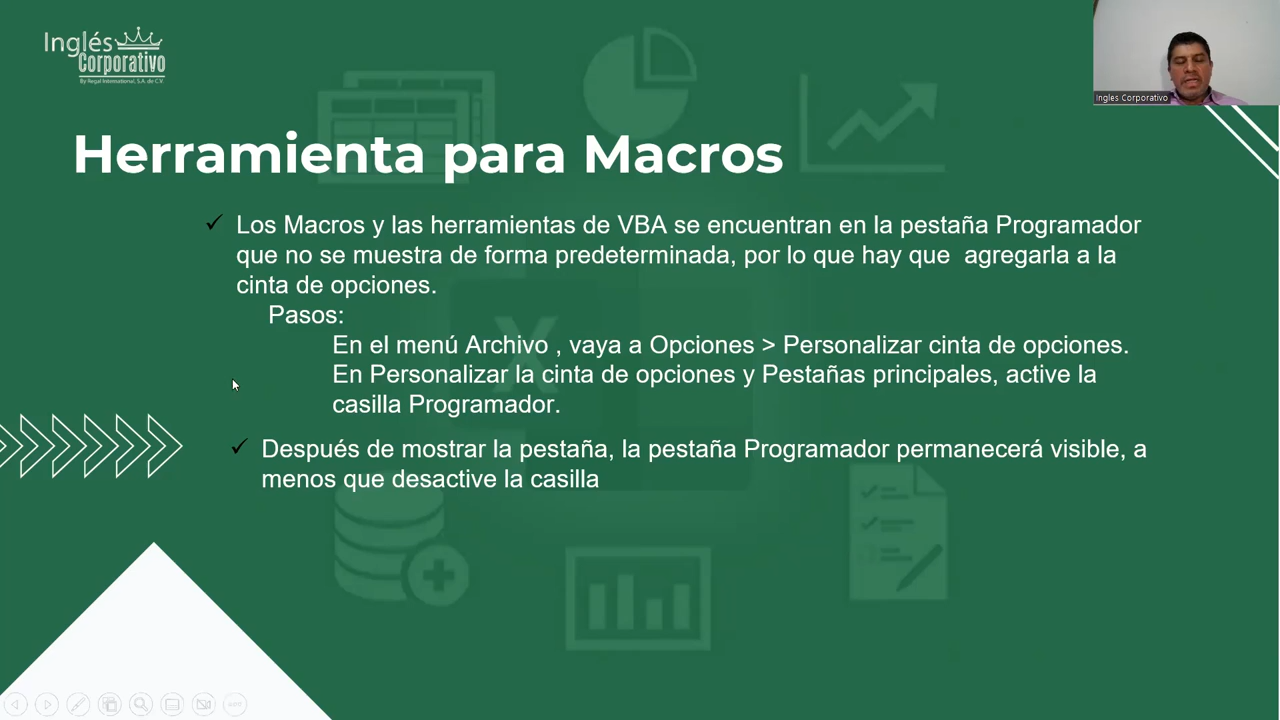 Inglés
Corporativo
By Regal International, S.A. de C.V.
Ingles Corporativo
Herramienta para Macros
✓ Los Macros y las herramientas de VBA se encuentran en la pestaña Programador
que no se muestra de forma predeterminada, por lo que hay que agregarla a la
cinta de opciones.
Pasos:
En el menú Archivo , vaya a Opciones > Personalizar cinta de opciones.
En Personalizar la cinta de opciones y Pestañas principales, active la
casilla Programador.
✓ Después de mostrar la pestaña, la pestaña Programador permanecerá visible, a
menos que desactive la casilla